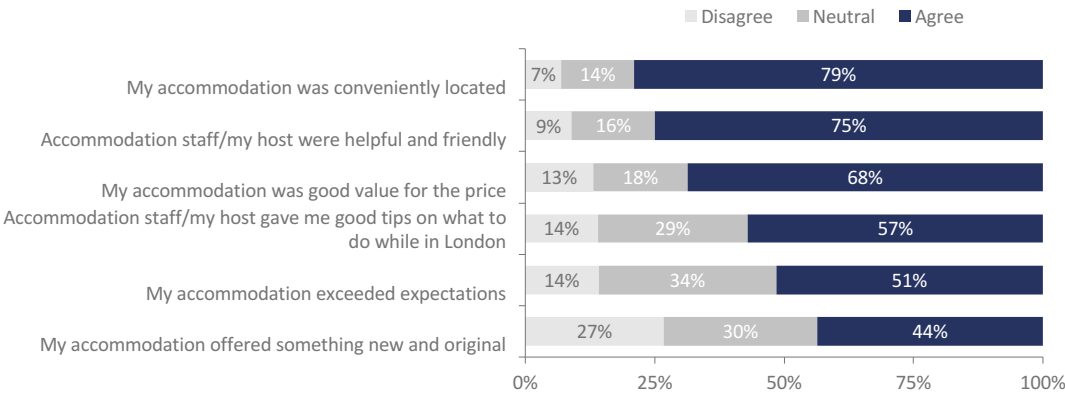 Disagree Neutral Agree
My accommodation was conveniently located 7% 14% 79%
Accommodation staff/my host were helpful and friendly 9% 16% 75%
My accommodation was good value for the price 13% 18% 68%
Accommodation staff/my host gave me good tips on what to
do while in London 14% 29% 57%
My accommodation exceeded expectations 14% 34% 51%
My accommodation offered something new and original 27% 30% 44%
0% 25% 50% 75% 100%